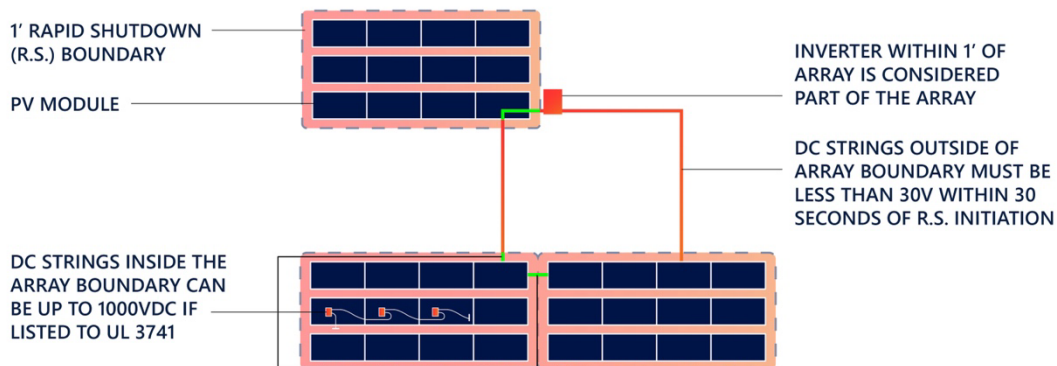 1’ RAPID SHUTDOWN
(R.S.) BOUNDARY
PV MODULE
INVERTER WITHIN 1’ OF
ARRAY IS CONSIDERED
PART OF THE ARRAY
DC STRINGS OUTSIDE OF
ARRAY BOUNDARY MUST BE
LESS THAN 30V WITHIN 30
SECONDS OF R.S. INITIATION
DC STRINGS INSIDE THE
ARRAY BOUNDARY CAN
BE UP TO 1000VDC IF
LISTED TO UL 3741